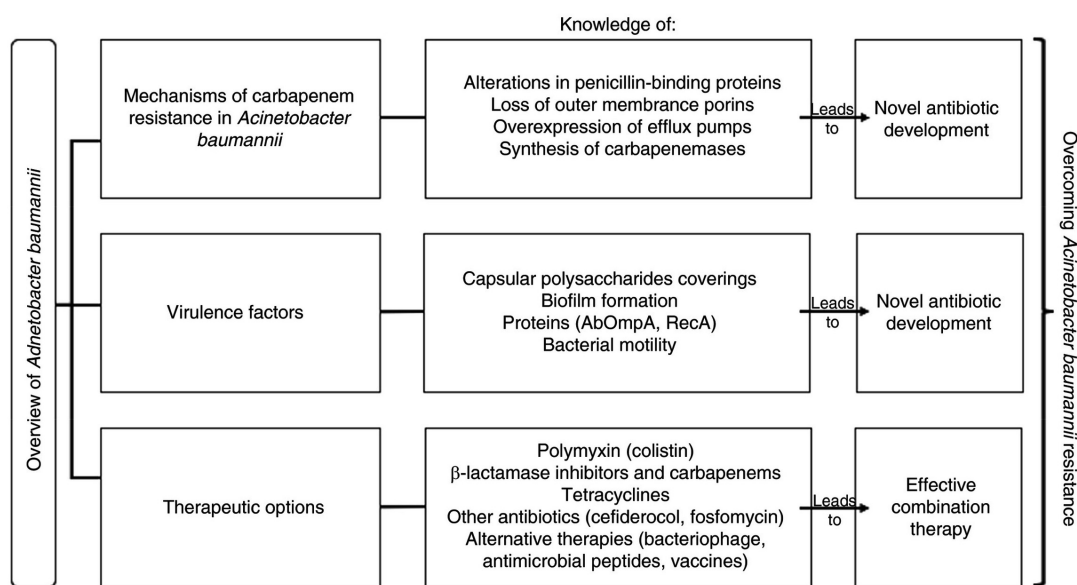 Knowledge of:
Overview of Adnetobacter baumannii
Mechanisms of carbapenem
resistance in Acinetobacter
baumannii
Alterations in penicillin-binding proteins
Loss of outer membrance porins
Overexpression of efflux pumps
Synthesis of carbapenemases
Leads
to
Novel antibiotic
development
Virulence factors
Capsular polysaccharides coverings
Biofilm formation
Proteins (AbOmpA, RecA)
Bacterial motility
Leads
to
Novel antibiotic
development
Therapeutic options
Polymyxin (colistin)
β-lactamase inhibitors and carbapenems
Tetracyclines
Other antibiotics (cefiderocol, fosfomycin)
Alternative therapies (bacteriophage,
antimicrobial peptides, vaccines)
Leads
to
Effective
combination
therapy
Overcoming Acinetobacter baumannii resistance